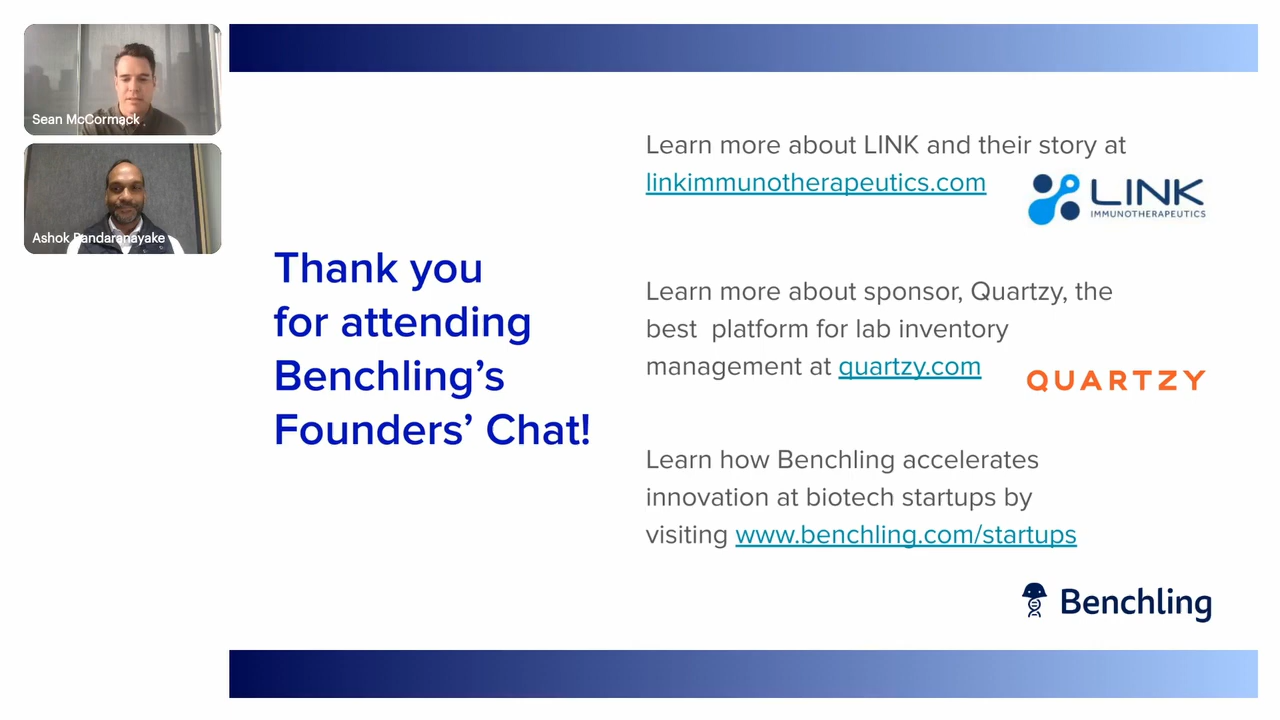 Sean McCormack
Ashok Bandaranayake
Thank you
for attending
Benchling’s
Founders’ Chat!
Learn more about LINK and their story at
linkimmunotherapeutics.com
LINK
IMMUNOTHERAPEUTICS
Learn more about sponsor, Quartzy, the
best  platform for lab inventory
management at quartzy.com
QUARTZY
Learn how Benchling accelerates
innovation at biotech startups by
visiting www.benchling.com/startups
Benchling